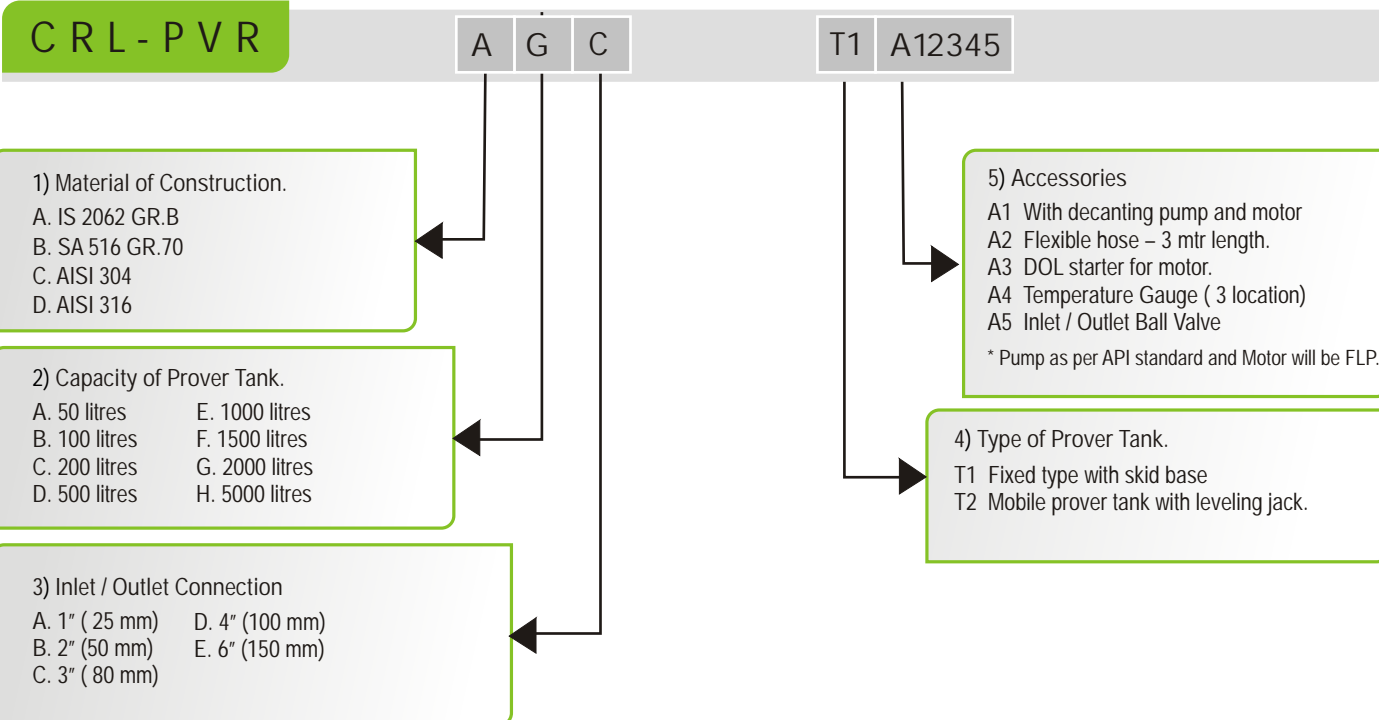 CRL-PVR A G C T1 A12345
1) Material of Construction.
A. IS 2062 GR.B
B. SA 516 GR.70
C. AISI 304
D. AISI 316
2) Capacity of Prover Tank.
A. 50 litres E. 1000 litres
B. 100 litres F. 1500 litres
C. 200 litres G. 2000 litres
D. 500 litres H. 5000 litres
3) Inlet / Outlet Connection
A. 1″ ( 25 mm) D. 4″ (100 mm)
B. 2″ (50 mm) E. 6″ (150 mm)
C. 3″ ( 80 mm)
5) Accessories
A1 With decanting pump and motor
A2 Flexible hose – 3 mtr length.
A3 DOL starter for motor.
A4 Temperature Gauge ( 3 location)
A5 Inlet / Outlet Ball Valve
* Pump as per API standard and Motor will be FLP.
4) Type of Prover Tank.
T1 Fixed type with skid base
T2 Mobile prover tank with leveling jack.